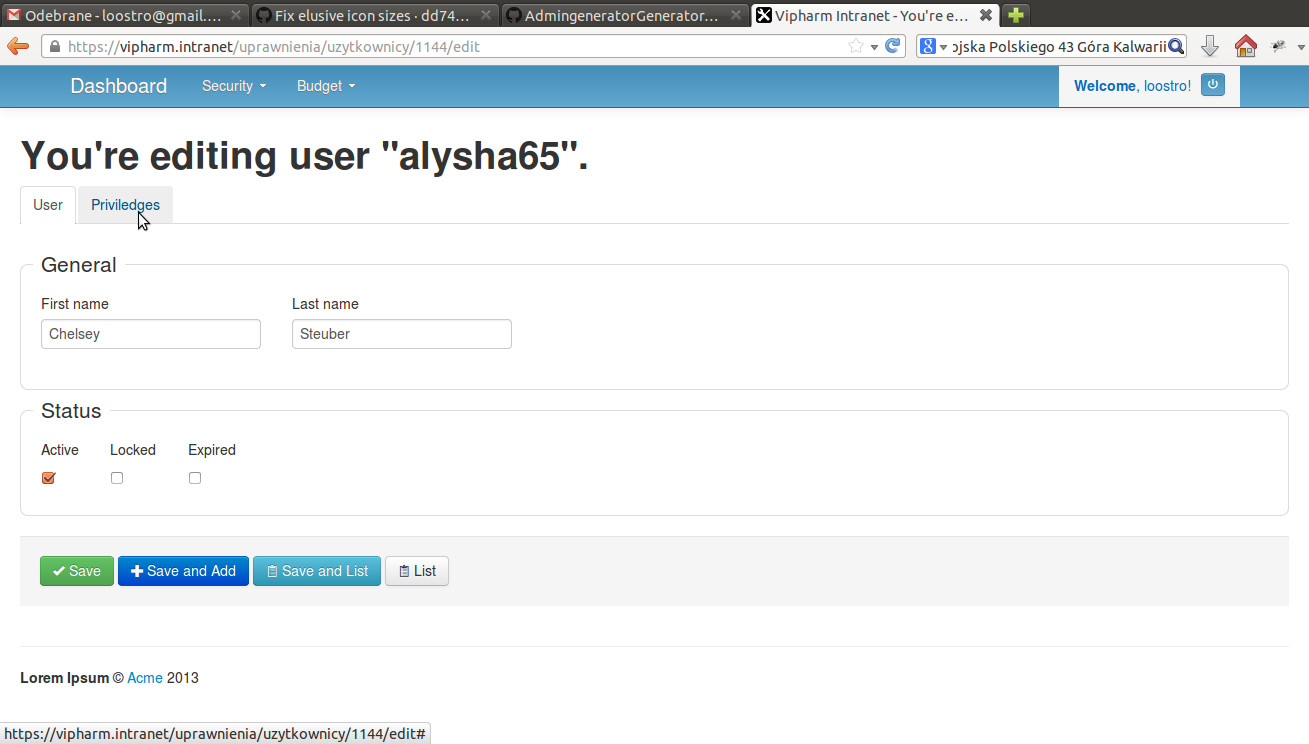 Odebrane - loostro@gmail.... Fix elusive icon sizes · dd74... AdmingeneratorGenerator... Vipharm Intranet - You're e...
https://vipharm.intranet/uprawnienia/uzytkownicy/1144/edit ojska Polskiego 43 Góra Kalwarii
Dashboard Security Budget Welcome, loostro!
You're editing user "alysha65".
User Priviledges
General
First name Last name
Chelsey Steuber
Status
Active Locked Expired
Save Save and Add Save and List List
Lorem Ipsum © Acme 2013
https://vipharm.intranet/uprawnienia/uzytkownicy/1144/edit#